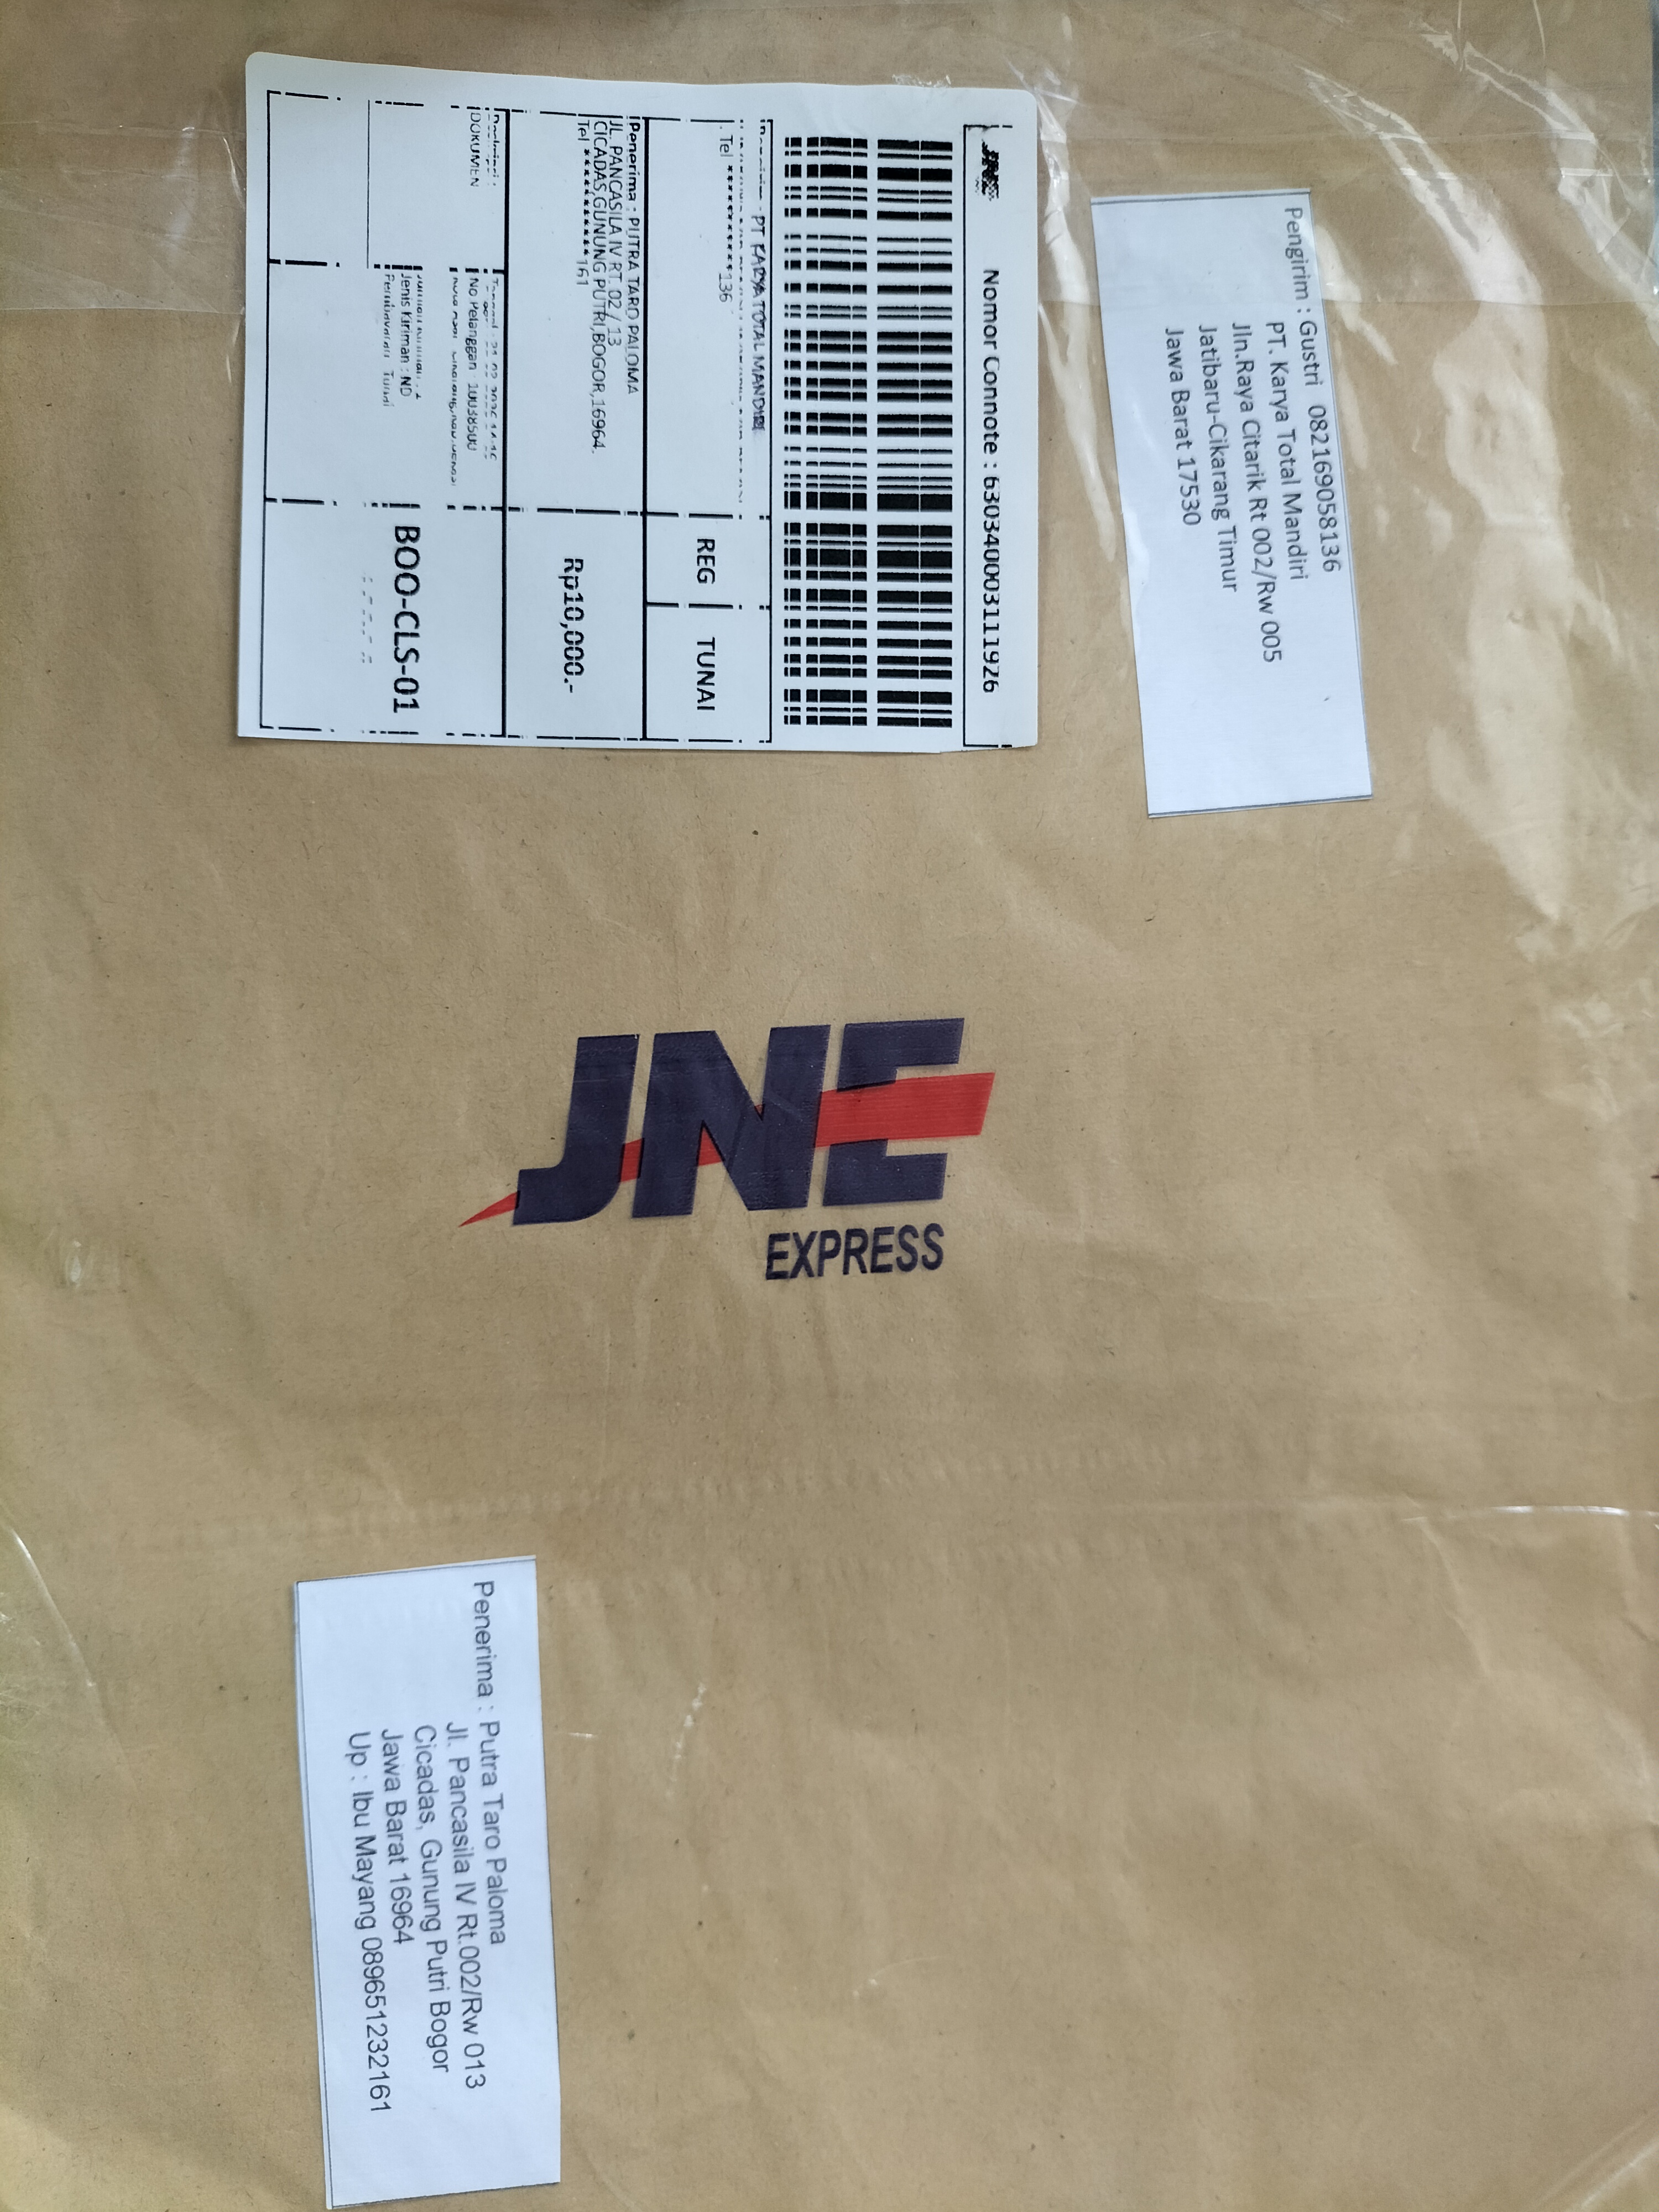 Pengirim : Gustri 082169058136
PT. Karya Total Mandiri
Jln.Raya Citarik Rt 002/Rw 005
Jatibaru-Cikarang Timur
Jawa Barat 17530
JNE Nomor Connote : 630340003111926
PT KARYA TOTAL MANDIRI
Tel **********136
REG TUNAI
Penerima : PUTRA TARO PALOMA
JL. PANCASILA IV RT. 02 / 13
CICADAS,GUNUNG PUTRI,BOGOR,16964.
Tel **********161
Rp10,000.-
DOKUMEN
No Pelanggan
Jenis Kiriman : ND
BOO-CLS-01
JNE
EXPRESS
Penerima : Putra Taro Paloma
Jl. Pancasila IV Rt.002/Rw 013
Cicadas, Gunung Putri Bogor
Jawa Barat 16964
Up : Ibu Mayang 089651232161